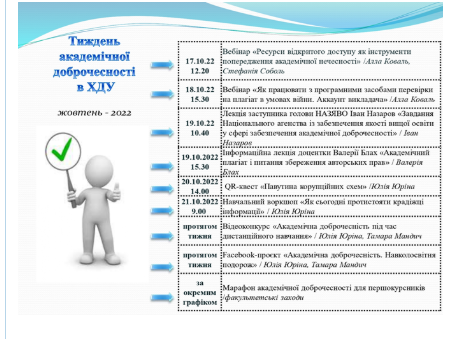 Тиждень
академічної
доброчесності
в ХДУ
жовтень - 2022
17.10.22
12.20
Вебінар «Ресурси відкритого доступу як інструменти
попередження академічної нечесності» /Алла Коваль,
Стефанія Соболь
18.10.22
15.30
Вебінар «Як працювати з програмними засобами перевірки
на плагіат в умовах війни. Аккаунт викладача» /Алла Коваль
19.10.22
10.40
Лекція заступника голови НАЗЯВО Іван Назаров «Завдання
Національного агенства із забезпечення якості вищої освіти
у сфері забезпечення академічної доброчесності» / Іван
Назаров
19.10.2022
15.30
Інформаційна лекція доцентки Валерії Блах «Академічний
плагіат і питання збереження авторських прав» / Валерія
Блах
20.10.2022
14.00
QR-квест «Павутина корупційних схем» /Юлія Юріна
21.10.2022
9.00
Навчальний воркшоп «Як сьогодні протистояти крадіжці
інформації» / Юлія Юріна
протягом
тижня
Відеоконкурс «Академічна доброчесність під час
дистанційного навчання» / Юлія Юріна, Тамара Мандич
протягом
тижня
Facebook-проєкт «Академічна доброчесність. Навколосвітня
подорож» / Юлія Юріна, Тамара Мандич
за
окремим
графіком
Марафон академічної доброчесності для першокурсників
/факультетські заходи